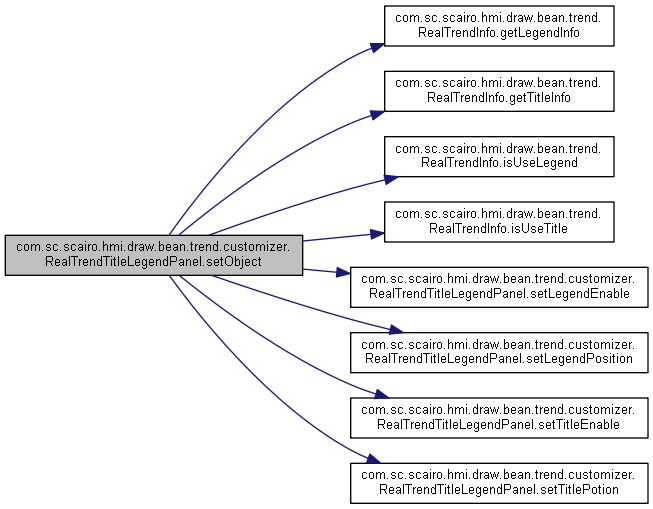 com.sc.scairo.hmi.draw.bean.trend.
RealTrendInfo.getLegendInfo
com.sc.scairo.hmi.draw.bean.trend.
RealTrendInfo.getTitleInfo
com.sc.scairo.hmi.draw.bean.trend.
RealTrendInfo.isUseLegend
com.sc.scairo.hmi.draw.bean.trend.
RealTrendInfo.isUseTitle
com.sc.scairo.hmi.draw.bean.trend.customizer.
RealTrendTitleLegendPanel.setObject
com.sc.scairo.hmi.draw.bean.trend.customizer.
RealTrendTitleLegendPanel.setLegendEnable
com.sc.scairo.hmi.draw.bean.trend.customizer.
RealTrendTitleLegendPanel.setLegendPosition
com.sc.scairo.hmi.draw.bean.trend.customizer.
RealTrendTitleLegendPanel.setTitleEnable
com.sc.scairo.hmi.draw.bean.trend.customizer.
RealTrendTitleLegendPanel.setTitlePotion